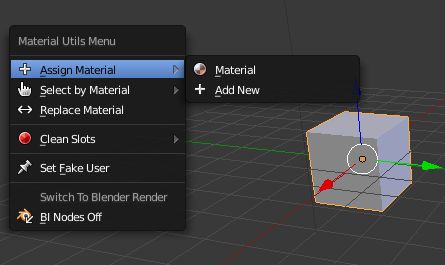 Material Utils Menu
Assign Material
Material
Select by Material
Add New
Replace Material
Clean Slots
Set Fake User
Switch To Blender Render
BI Nodes Off